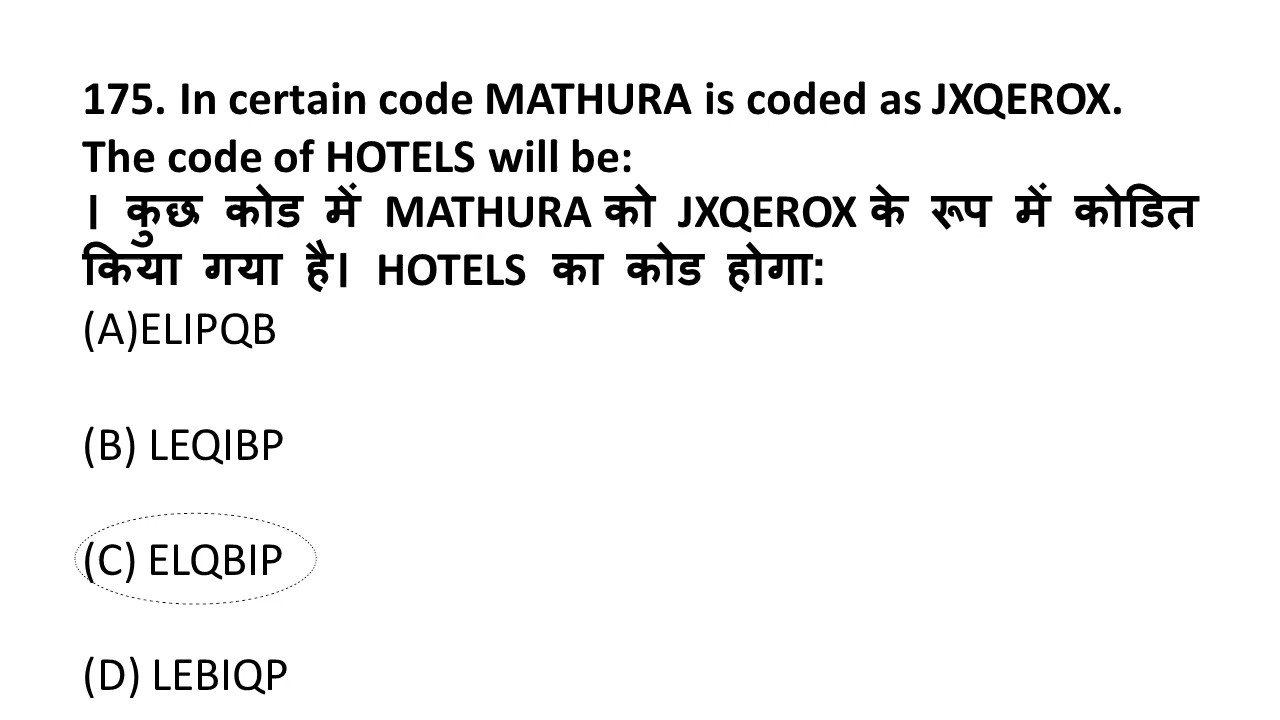 175. In certain code MATHURA is coded as JXQEROX.
The code of HOTELS will be:
। कुछ कोड में MATHURA को JXQEROX के रूप में कोडित
किया गया है। HOTELS का कोड होगा:
(A)ELIPQB
(B) LEQIBP
(C) ELQBIP
(D) LEBIQP